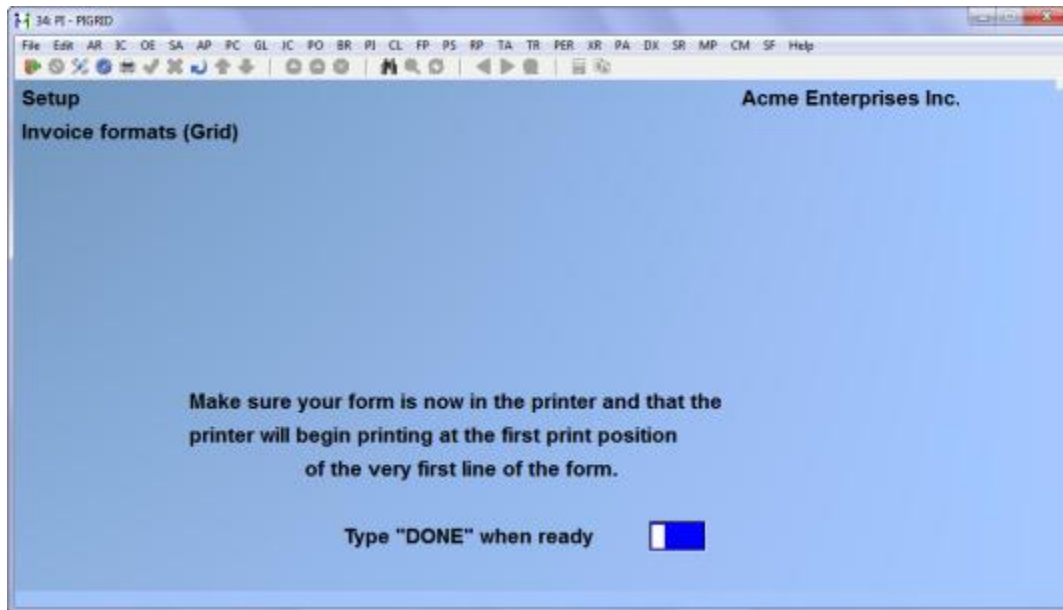 34: PI - PIGRID
File Edit AR IC OE SA AP PC GL JC PO BR PJ CL FP PS RP TA TR PER XR PA DX SR MP CM SF Help
Setup
Acme Enterprises Inc.
Invoice formats (Grid)
Make sure your form is now in the printer and that the
printer will begin printing at the first print position
of the very first line of the form.
Type "DONE" when ready